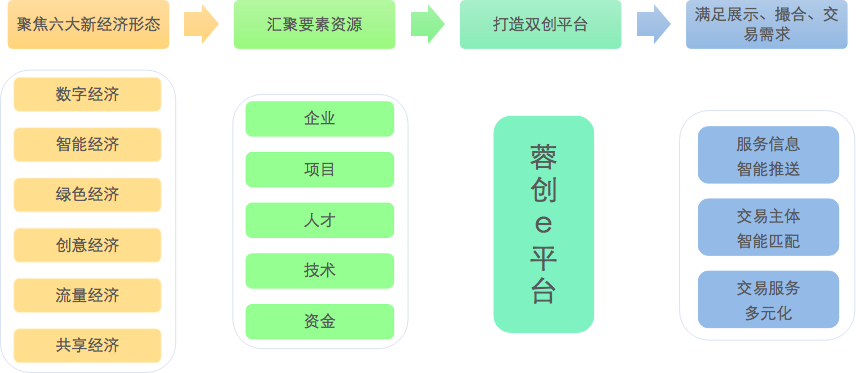 聚焦六大新经济形态
汇聚要素资源
打造双创平台
满足展示、撮合、交
易需求
数字经济
智能经济
绿色经济
创意经济
流量经济
共享经济
企业
项目
人才
技术
资金
蓉
创
e
平
台
服务信息
智能推送
交易主体
智能匹配
交易服务
多元化